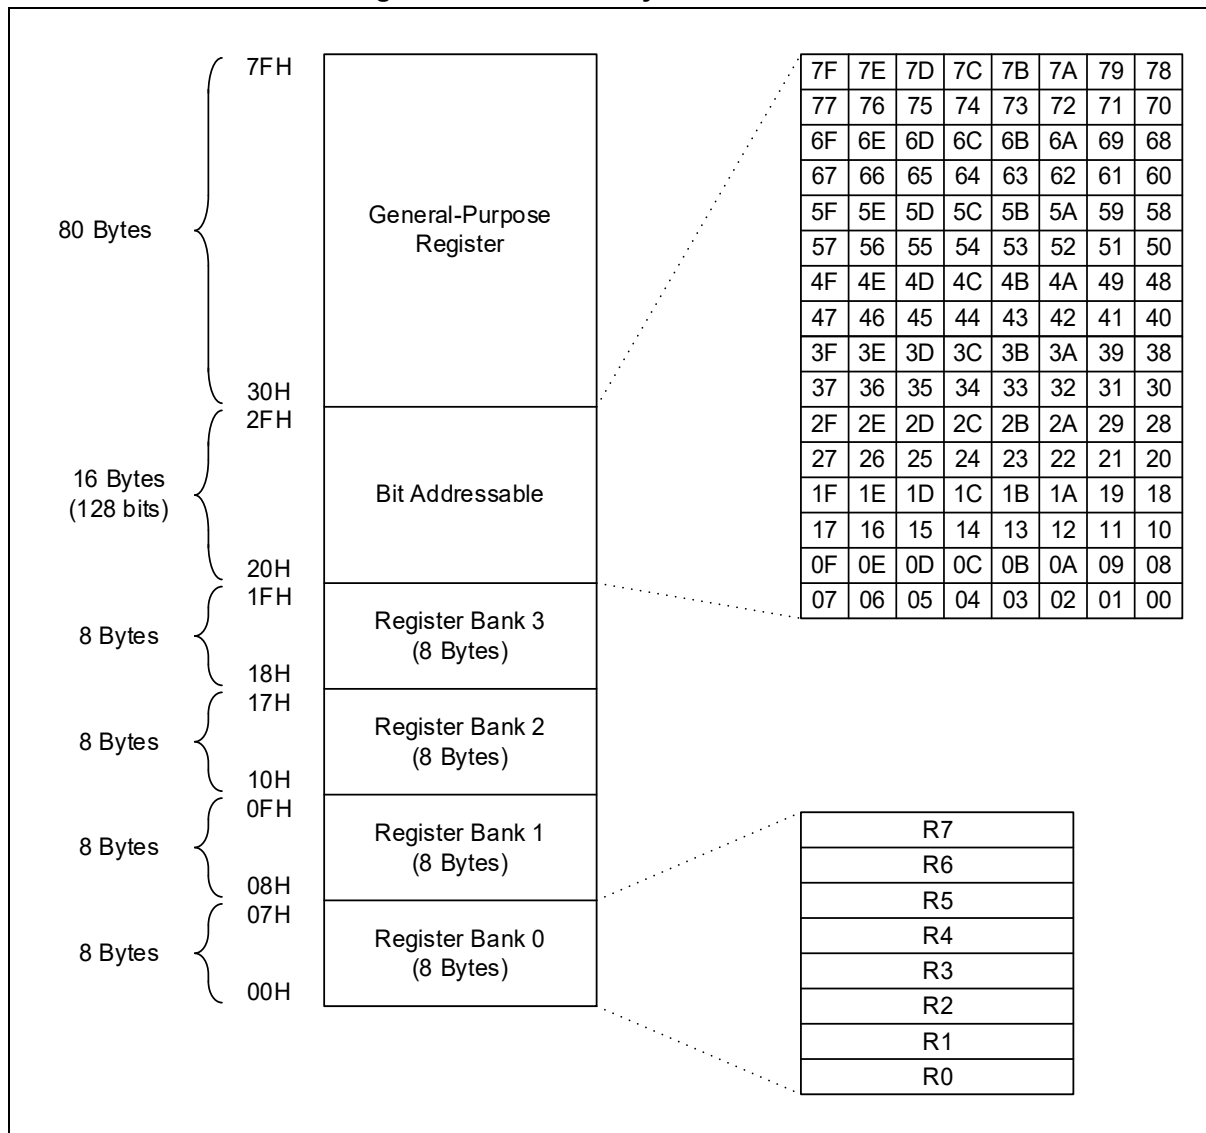 7FH
80 Bytes
General-Purpose
Register
30H
2FH
16 Bytes
(128 bits)
Bit Addressable
20H
1FH
8 Bytes
Register Bank 3
(8 Bytes)
18H
17H
8 Bytes
Register Bank 2
(8 Bytes)
10H
0FH
8 Bytes
Register Bank 1
(8 Bytes)
08H
07H
8 Bytes
Register Bank 0
(8 Bytes)
00H
7F 7E 7D 7C 7B 7A 79 78
77 76 75 74 73 72 71 70
6F 6E 6D 6C 6B 6A 69 68
67 66 65 64 63 62 61 60
5F 5E 5D 5C 5B 5A 59 58
57 56 55 54 53 52 51 50
4F 4E 4D 4C 4B 4A 49 48
47 46 45 44 43 42 41 40
3F 3E 3D 3C 3B 3A 39 38
37 36 35 34 33 32 31 30
2F 2E 2D 2C 2B 2A 29 28
27 26 25 24 23 22 21 20
1F 1E 1D 1C 1B 1A 19 18
17 16 15 14 13 12 11 10
0F 0E 0D 0C 0B 0A 09 08
07 06 05 04 03 02 01 00
R7
R6
R5
R4
R3
R2
R1
R0